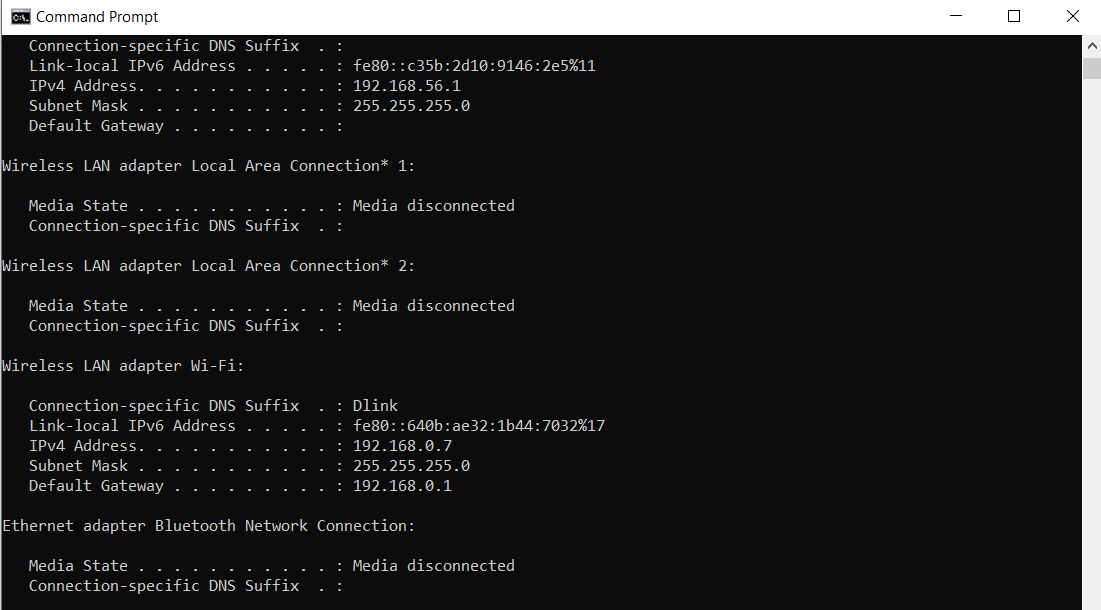 Command Prompt
   Connection-specific DNS Suffix  . :
   Link-local IPv6 Address . . . . . : fe80::c35b:2d10:9146:2e5%11
   IPv4 Address. . . . . . . . . . . : 192.168.56.1
   Subnet Mask . . . . . . . . . . . : 255.255.255.0
   Default Gateway . . . . . . . . . :
Wireless LAN adapter Local Area Connection* 1:
   Media State . . . . . . . . . . . : Media disconnected
   Connection-specific DNS Suffix  . :
Wireless LAN adapter Local Area Connection* 2:
   Media State . . . . . . . . . . . : Media disconnected
   Connection-specific DNS Suffix  . :
Wireless LAN adapter Wi-Fi:
   Connection-specific DNS Suffix  . : Dlink
   Link-local IPv6 Address . . . . . : fe80::640b:ae32:1b44:7032%17
   IPv4 Address. . . . . . . . . . . : 192.168.0.7
   Subnet Mask . . . . . . . . . . . : 255.255.255.0
   Default Gateway . . . . . . . . . : 192.168.0.1
Ethernet adapter Bluetooth Network Connection:
   Media State . . . . . . . . . . . : Media disconnected
   Connection-specific DNS Suffix  . :